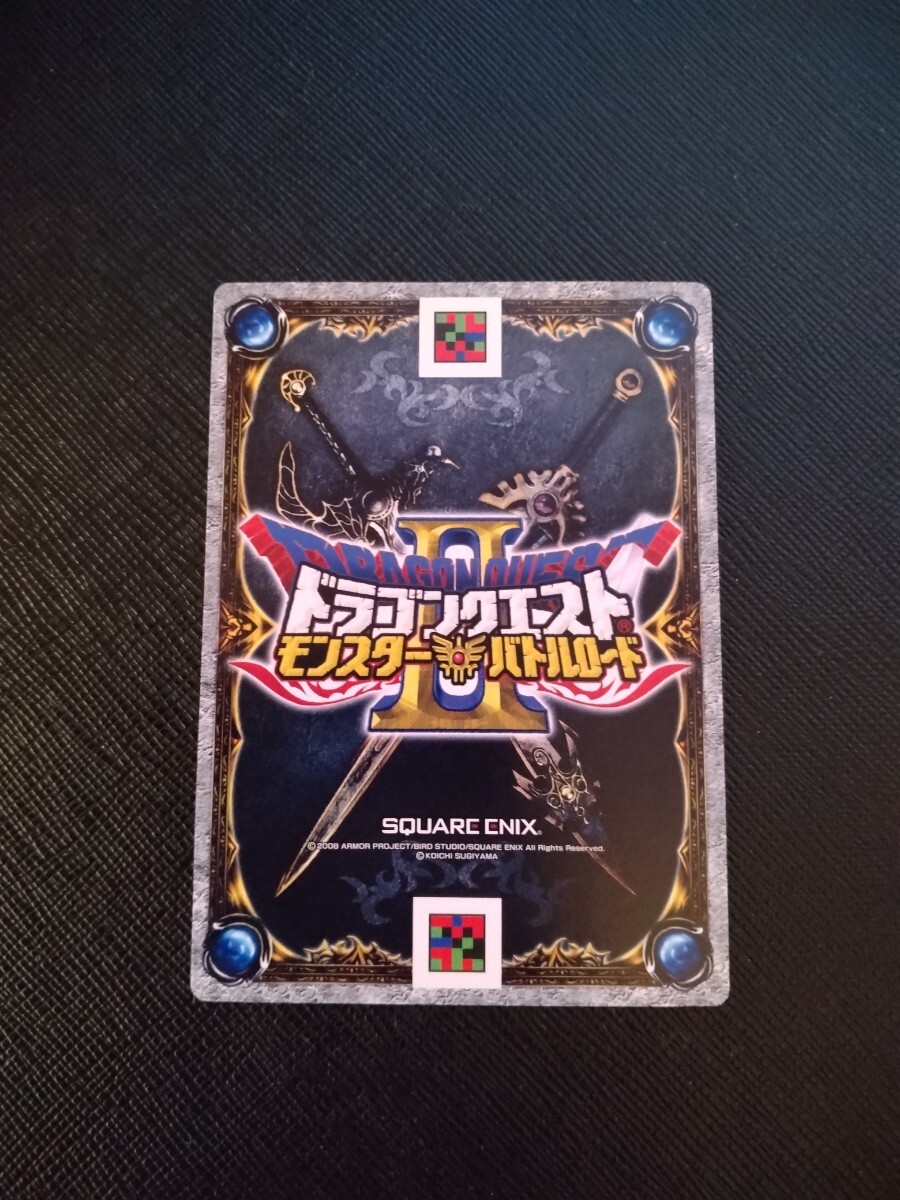 DRAGON QUEST
II
ドラゴンクエスト®
モンスターバトルロード
SQUARE ENIX®
©2008 ARMOR PROJECT/BIRD STUDIO/SQUARE ENIX All Rights Reserved.
©KOICHI SUGIYAMA